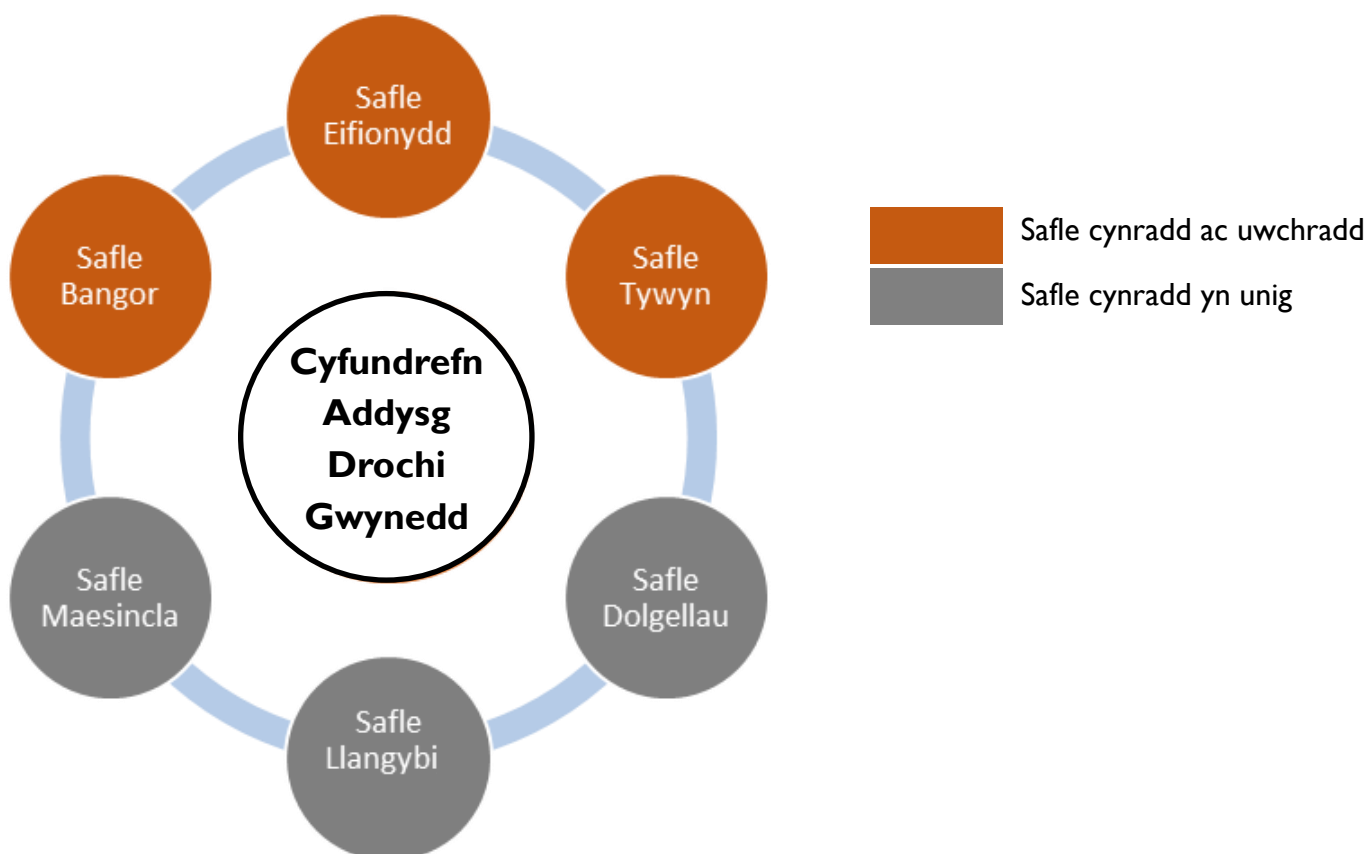 Safle
Eifionydd
Safle
Bangor
Safle
Tywyn
Safle cynradd ac uwchradd
Safle cynradd yn unig
Cyfundrefn
Addysg
Drochi
Gwynedd
Safle
Maesincla
Safle
Dolgellau
Safle
Llangybi